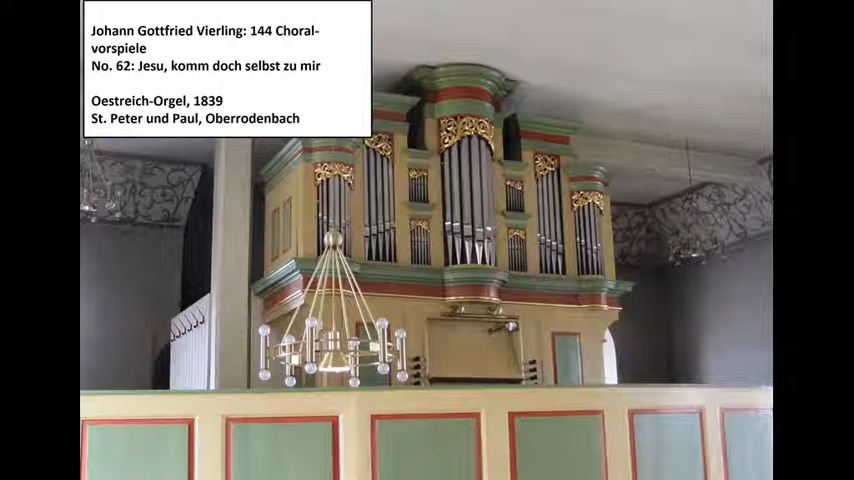 Johann Gottfried Vierling: 144 Choral-
vorspiele
No. 62: Jesu, komm doch selbst zu mir
Oestreich-Orgel, 1839
St. Peter und Paul, Oberrodenbach